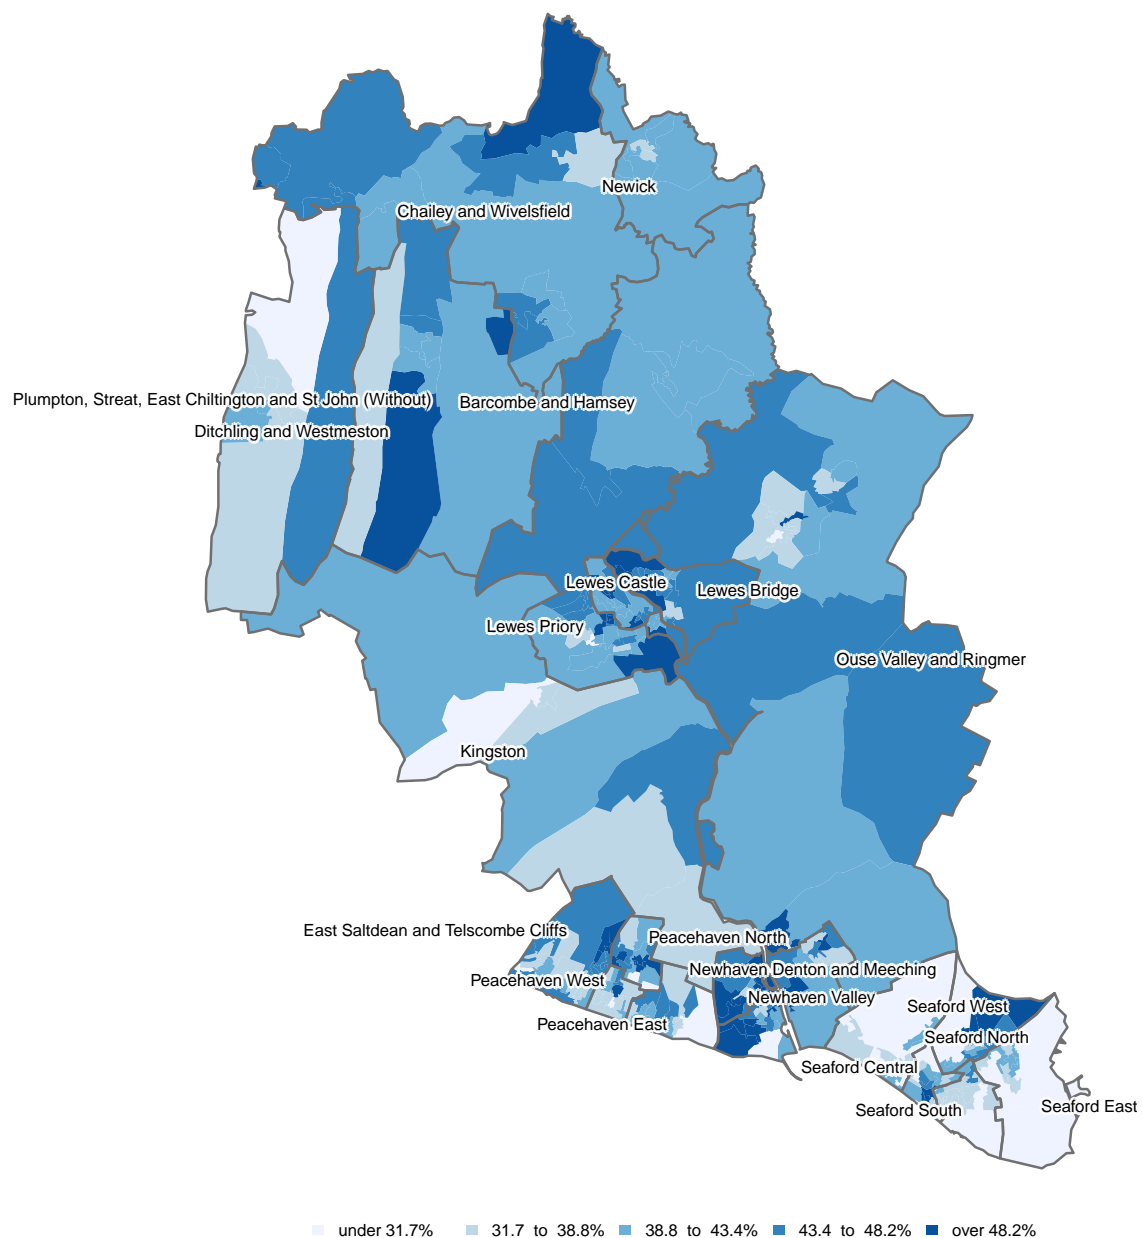 Newick
Chailey and Wivelsfield
Plumpton, Streat, East Chiltington and St John (Without)
Barcombe and Hamsey
Ditchling and Westmeston
Lewes Castle
Lewes Bridge
Lewes Priory
Ouse Valley and Ringmer
Kingston
East Saltdean and Telscombe Cliffs
Peacehaven North
Newhaven Denton and Meeching
Peacehaven West
Newhaven Valley
Seaford West
Peacehaven East
Seaford North
Seaford Central
Seaford South
Seaford East
under 31.7% 31.7 to 38.8% 38.8 to 43.4% 43.4 to 48.2% over 48.2%